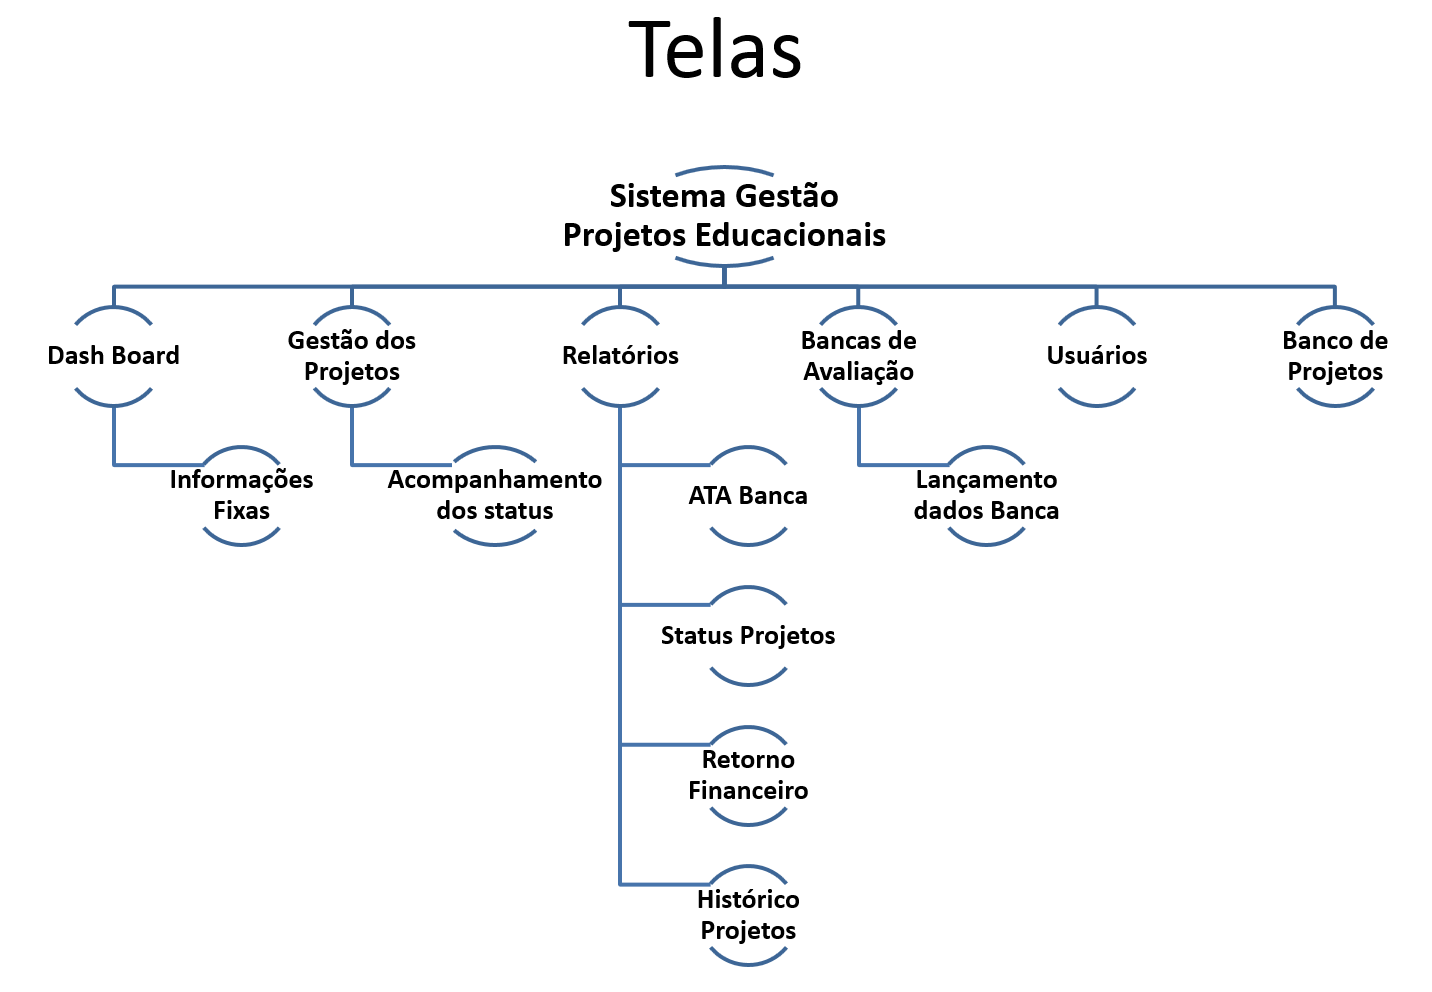 Telas
Sistema Gestão
Projetos Educacionais
Dash Board
Gestão dos
Projetos
Relatórios
Bancas de
Avaliação
Usuários
Banco de
Projetos
Informações
Fixas
Acompanhamento
dos status
ATA Banca
Lançamento
dados Banca
Status Projetos
Retorno
Financeiro
Histórico
Projetos